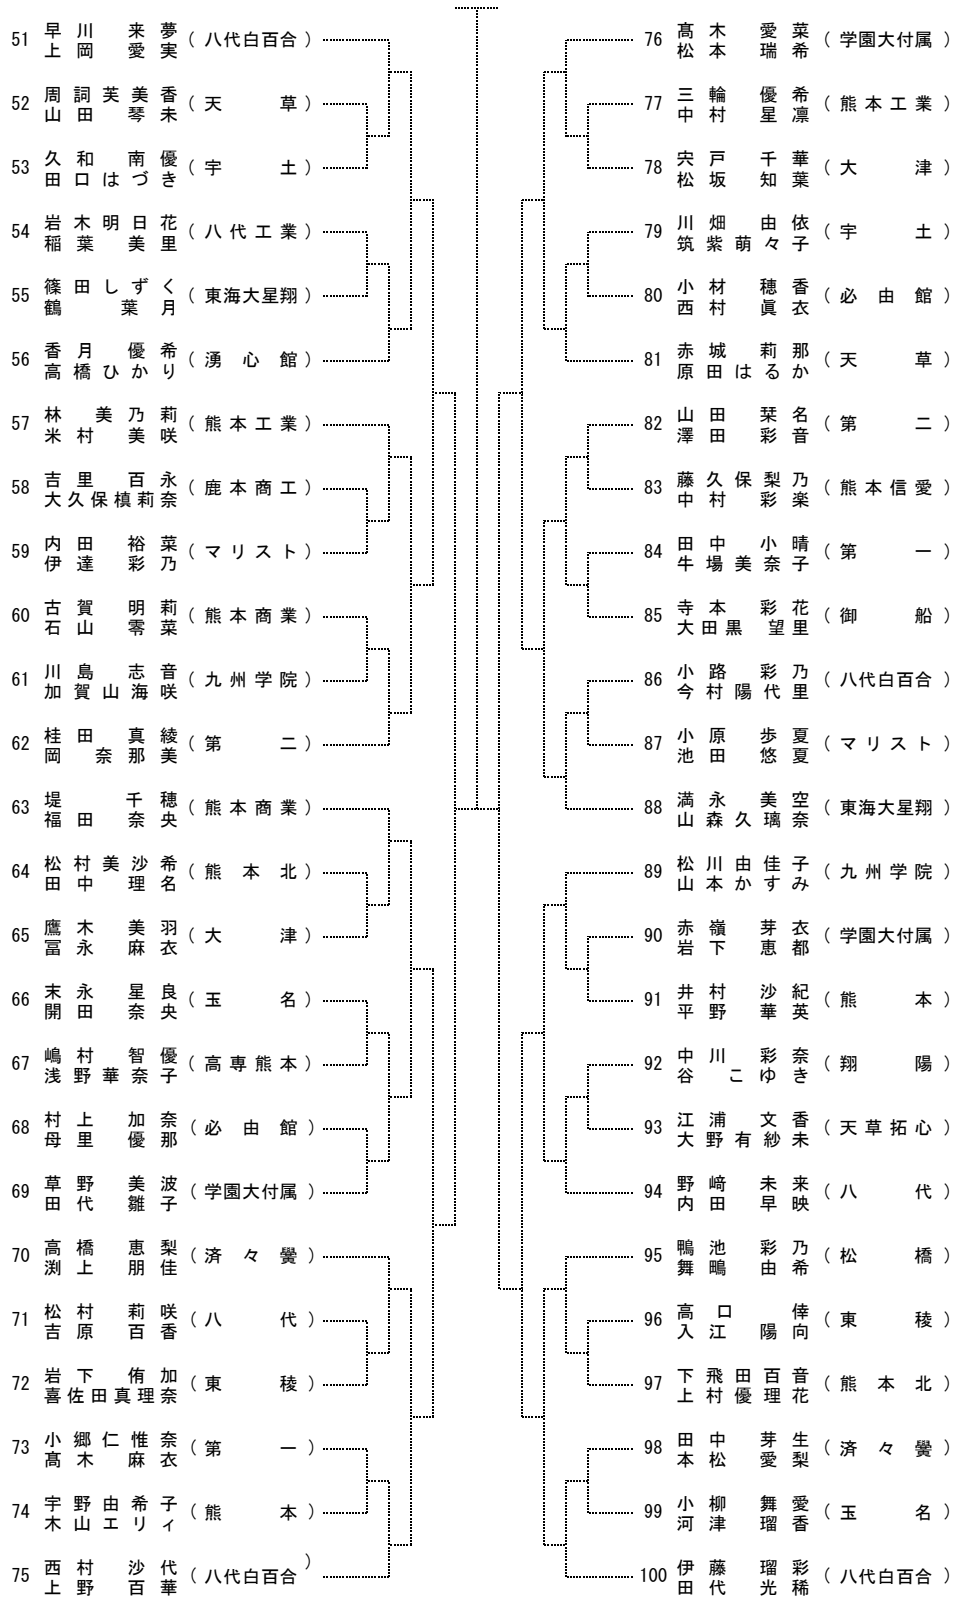 51 早川 来夢 (八代白百合)
上岡 愛実
52 周詞芙美香 (天草)
山田 琴未
53 久和 南優 (宇土)
田口はづき
54 岩木明日花 (八代工業)
稲葉 美里
55 篠田しずく (東海大星翔)
鶴 葉月
56 香月 優希 (湧心館)
高橋ひかり
57 林 美乃莉 (熊本工業)
米村 美咲
58 吉里 百永 (鹿本商工)
大久保槙莉奈
59 内田 裕菜 (マリスト)
伊達 彩乃
60 古賀 明莉 (熊本商業)
石山 零菜
61 川島 志音 (九州学院)
加賀山海咲
62 桂田 真綾 (第二)
岡 奈那美
63 堤 千穂 (熊本商業)
福田 奈央
64 松村美沙希 (熊本北)
田中 理名
65 鷹木 美羽 (大津)
冨永 麻衣
66 末永 星良 (玉名)
開田 奈央
67 嶋村 智優 (高専熊本)
浅野華奈子
68 村上 加奈 (必由館)
母里 優那
69 草野 美波 (学園大付属)
田代 雛子
70 高橋 恵梨 (済々黌)
渕上 朋佳
71 松村 莉咲 (八代)
吉原 百香
72 岩下 侑加 (東稜)
喜佐田真理奈
73 小郷仁惟奈 (第一)
髙木 麻衣
74 宇野由希子 (熊本)
木山エリィ
75 西村 沙代 (八代白百合)
上野 百華
76 髙木 愛菜 (学園大付属)
松本 瑞希
77 三輪 優希 (熊本工業)
中村 星凛
78 宍戸 千華 (大津)
松坂 知葉
79 川畑 由依 (宇土)
筑紫萌々子
80 小材 穂香 (必由館)
西村 眞衣
81 赤城 莉那 (天草)
原田はるか
82 山田 栞名 (第二)
澤田 彩音
83 藤久保梨乃 (熊本信愛)
中村 彩楽
84 田中 小晴 (第一)
牛場美奈子
85 寺本 彩花 (御船)
大田黒 望里
86 小路 彩乃 (八代白百合)
今村陽代里
87 小原 歩夏 (マリスト)
池田 悠夏
88 満永 美空 (東海大星翔)
山森久璃奈
89 松川由佳子 (九州学院)
山本かすみ
90 赤嶺 芽衣 (学園大付属)
岩下 恵都
91 井村 沙紀 (熊本)
平野 華英
92 中川 彩奈 (翔陽)
谷 こゆき
93 江浦 文香 (天草拓心)
大野有紗未
94 野﨑 未来 (八代)
内田 早映
95 鴨池 彩乃 (松橋)
舞鴫 由希
96 高口 倖 (東稜)
入江 陽向
97 下飛田百音 (熊本北)
上村優理花
98 田中 芽生 (済々黌)
本松 愛梨
99 小柳 舞愛 (玉名)
河津 瑠香
100 伊藤 瑠彩 (八代白百合)
田代 光稀